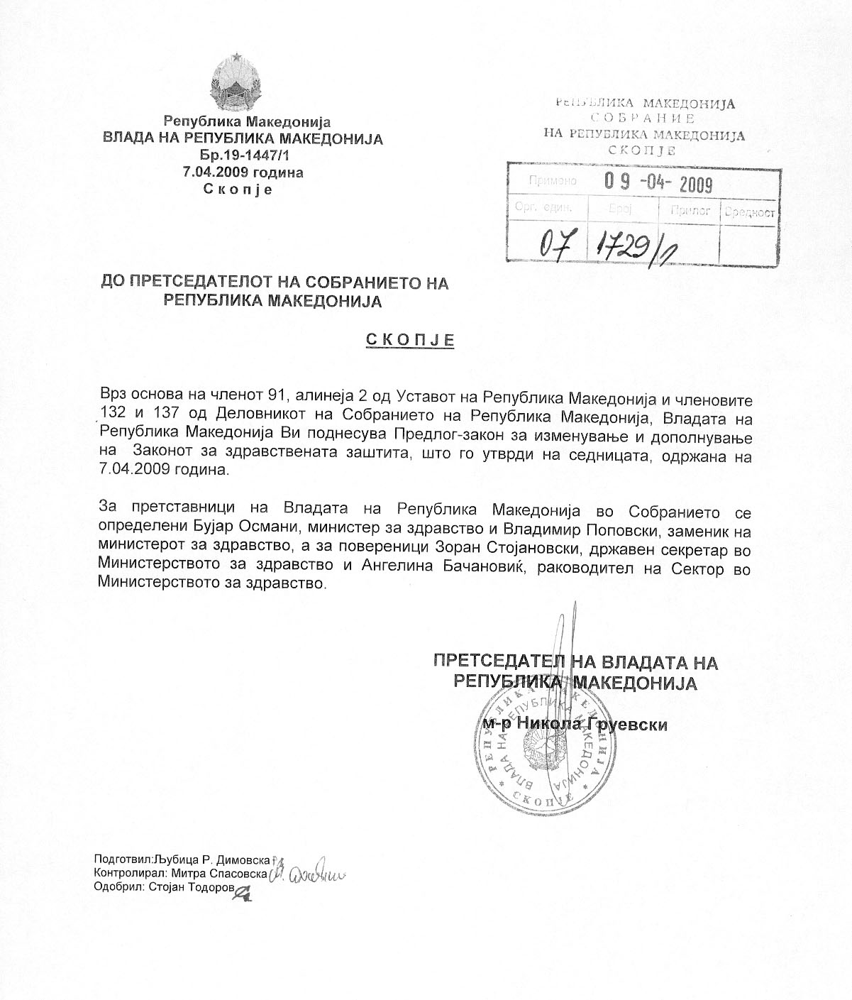 Република Македонија
ВЛАДА НА РЕПУБЛИКА МАКЕДОНИЈА
Бр.19-1447/1
7.04.2009 година
Скопје
РЕПУБЛИКА МАКЕДОНИЈА
СОБРАНИЕ
НА РЕПУБЛИКА МАКЕДОНИЈА
СКОПЈЕ
Примено 09-04-2009
Орг. един. Број Прилог Вредност
07 1729/1
ДО ПРЕТСЕДАТЕЛОТ НА СОБРАНИЕТО НА
РЕПУБЛИКА МАКЕДОНИЈА
СКОПЈЕ
Врз основа на членот 91, алинеја 2 од Уставот на Република Македонија и членовите
132 и 137 од Деловникот на Собранието на Република Македонија, Владата на
Република Македонија Ви поднесува Предлог-закон за изменување и дополнување
на Законот за здравствената заштита, што го утврди на седницата, одржана на
7.04.2009 година.
За претставници на Владата на Република Македонија во Собранието се
определени Бујар Османи, министер за здравство и Владимир Поповски, заменик на
министерот за здравство, а за повереници Зоран Стојановски, државен секретар во
Министерството за здравство и Ангелина Бачановиќ, раководител на Сектор во
Министерството за здравство.
ПРЕТСЕДАТЕЛ НА ВЛАДАТА НА
РЕПУБЛИКА МАКЕДОНИЈА
м-р Никола Груевски
РЕПУБЛИКА МАКЕДОНИЈА
ВЛАДА НА РЕПУБЛИКА МАКЕДОНИЈА
* СКОПЈЕ *
Подготвил:Љубица Р. Димовска
Контролирал: Митра Спасовска
Одобрил: Стојан Тодоров